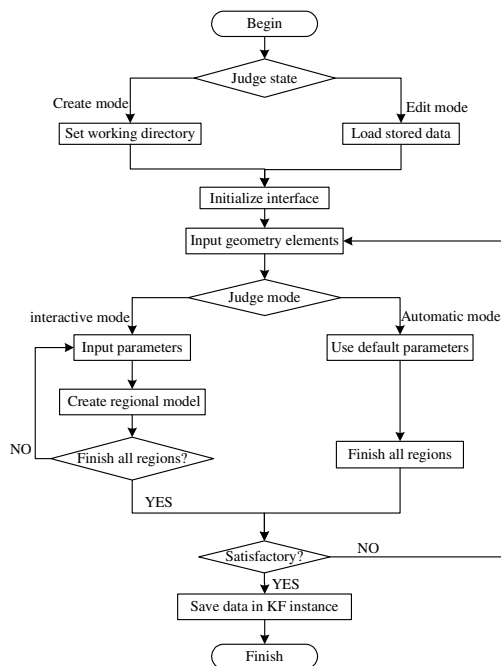 Begin
Judge state
Create mode
Edit mode
Set working directory
Load stored data
Initialize interface
Input geometry elements
Judge mode
interactive mode
Automatic mode
Input parameters
Use default parameters
Create regional model
NO
Finish all regions?
Finish all regions
YES
Satisfactory?
NO
YES
Save data in KF instance
Finish